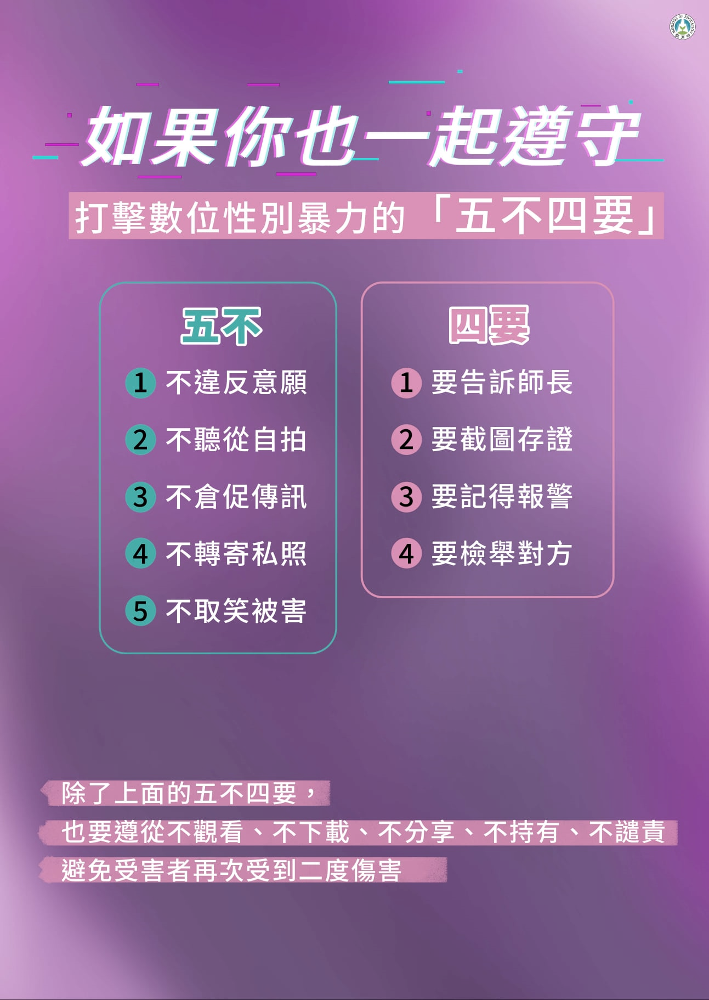 MINISTRY OF EDUCATION
教育部
如果你也一起遵守
打擊數位性別暴力的「五不四要」
五不
1 不違反意願
2 不聽從自拍
3 不倉促傳訊
4 不轉寄私照
5 不取笑被害
四要
1 要告訴師長
2 要截圖存證
3 要記得報警
4 要檢舉對方
除了上面的五不四要，
也要遵從不觀看、不下載、不分享、不持有、不譴責
避免受害者再次受到二度傷害